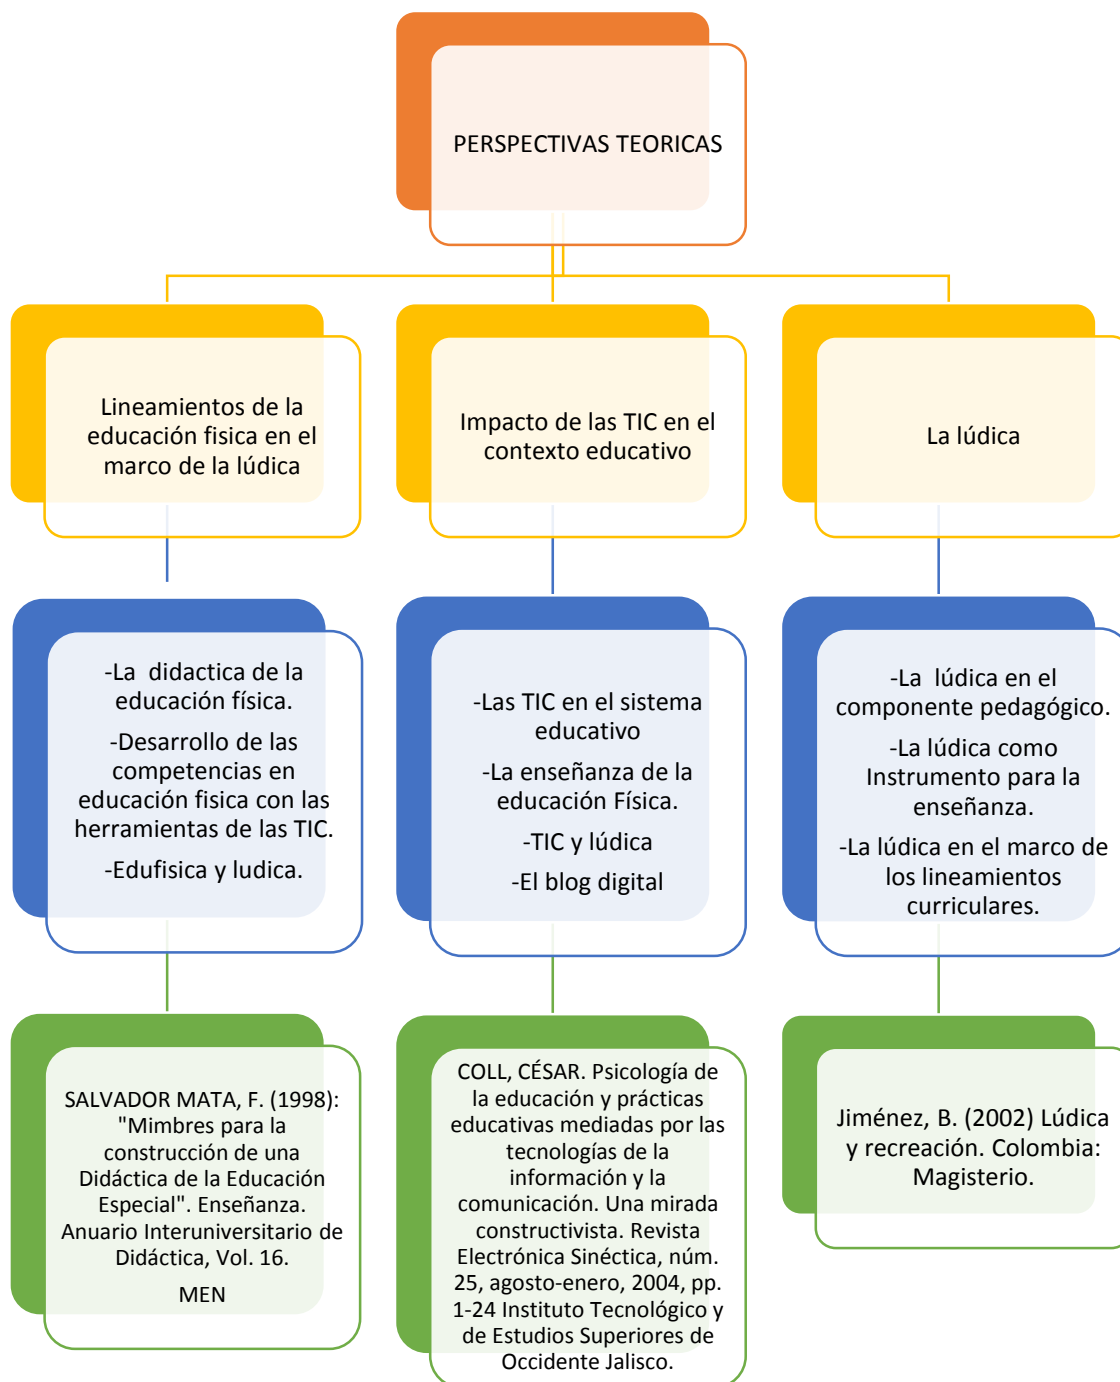 PERSPECTIVAS TEORICAS
Lineamientos de la
educación fisica en el
marco de la lúdica
Impacto de las TIC en el
contexto educativo
La lúdica
-La didactica de la
educación física.
-Desarrollo de las
competencias en
educación fisica con las
herramientas de las TIC.
-Edufisica y ludica.
-Las TIC en el sistema
educativo
-La enseñanza de la
educación Física.
-TIC y lúdica
-El blog digital
-La lúdica en el
componente pedagógico.
-La lúdica como
Instrumento para la
enseñanza.
-La lúdica en el marco de
los lineamientos
curriculares.
SALVADOR MATA, F. (1998):
"Mimbres para la
construcción de una
Didáctica de la Educación
Especial". Enseñanza.
Anuario Interuniversitario de
Didáctica, Vol. 16.
MEN
COLL, CÉSAR. Psicología de
la educación y prácticas
educativas mediadas por las
tecnologías de la
información y la
comunicación. Una mirada
constructivista. Revista
Electrónica Sinéctica, núm.
25, agosto-enero, 2004, pp.
1-24 Instituto Tecnológico y
de Estudios Superiores de
Occidente Jalisco.
Jiménez, B. (2002) Lúdica
y recreación. Colombia:
Magisterio.